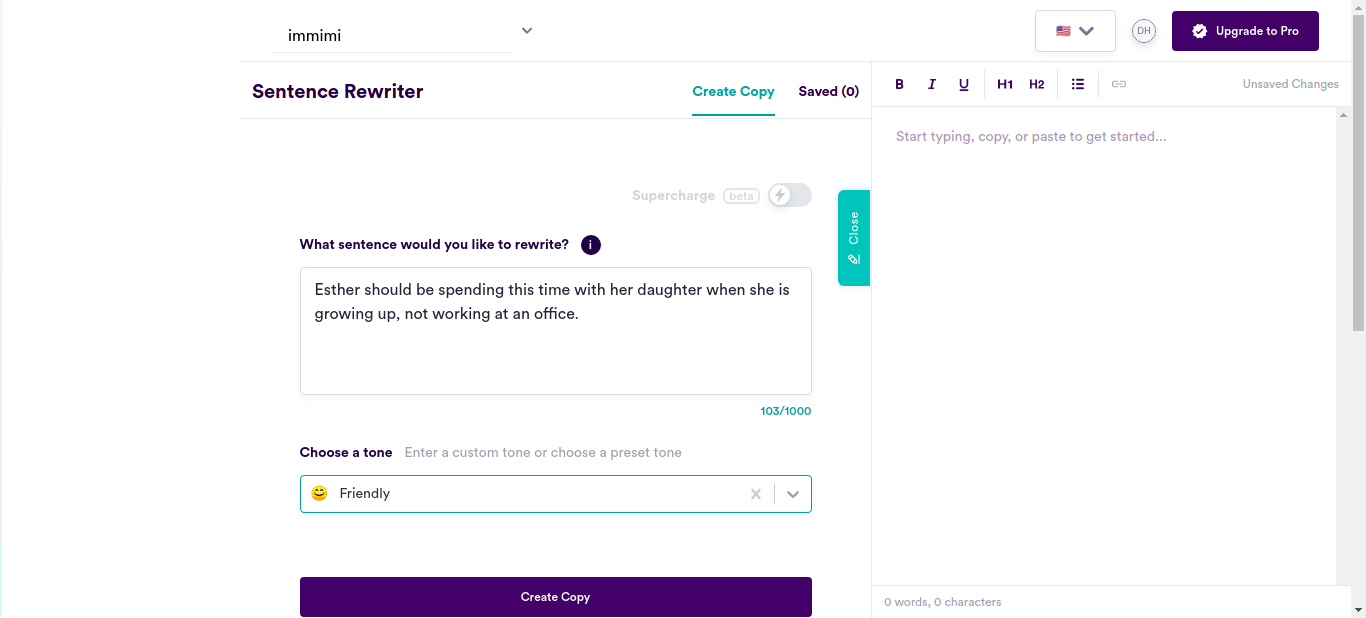 immimi
DH
Upgrade to Pro
Sentence Rewriter
Create Copy
Saved (0)
B I U H1 H2
Unsaved Changes
Start typing, copy, or paste to get started...
Supercharge beta
Close
What sentence would you like to rewrite? i
Esther should be spending this time with her daughter when she is
growing up, not working at an office.
103/1000
Choose a tone Enter a custom tone or choose a preset tone
Friendly
Create Copy
0 words, 0 characters